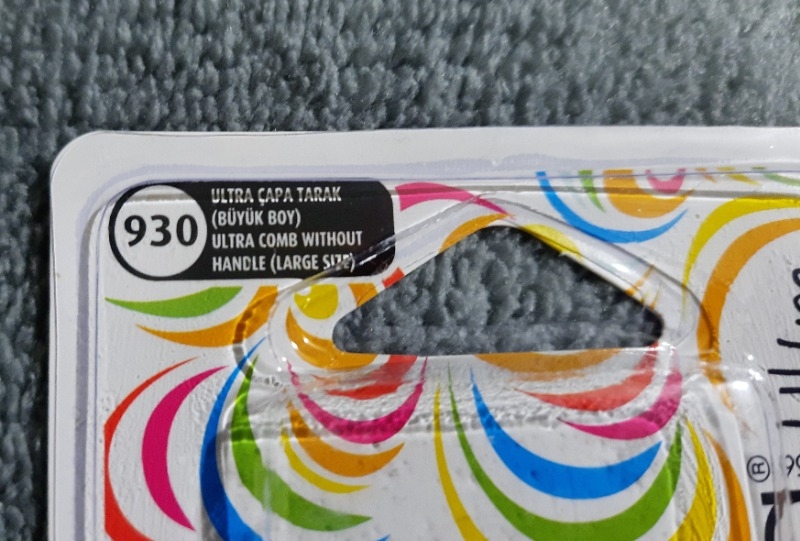 930
ULTRA ÇAPA TARAK
(BÜYÜK BOY)
ULTRA COMB WITHOUT
HANDLE (LARGE SIZE)
®